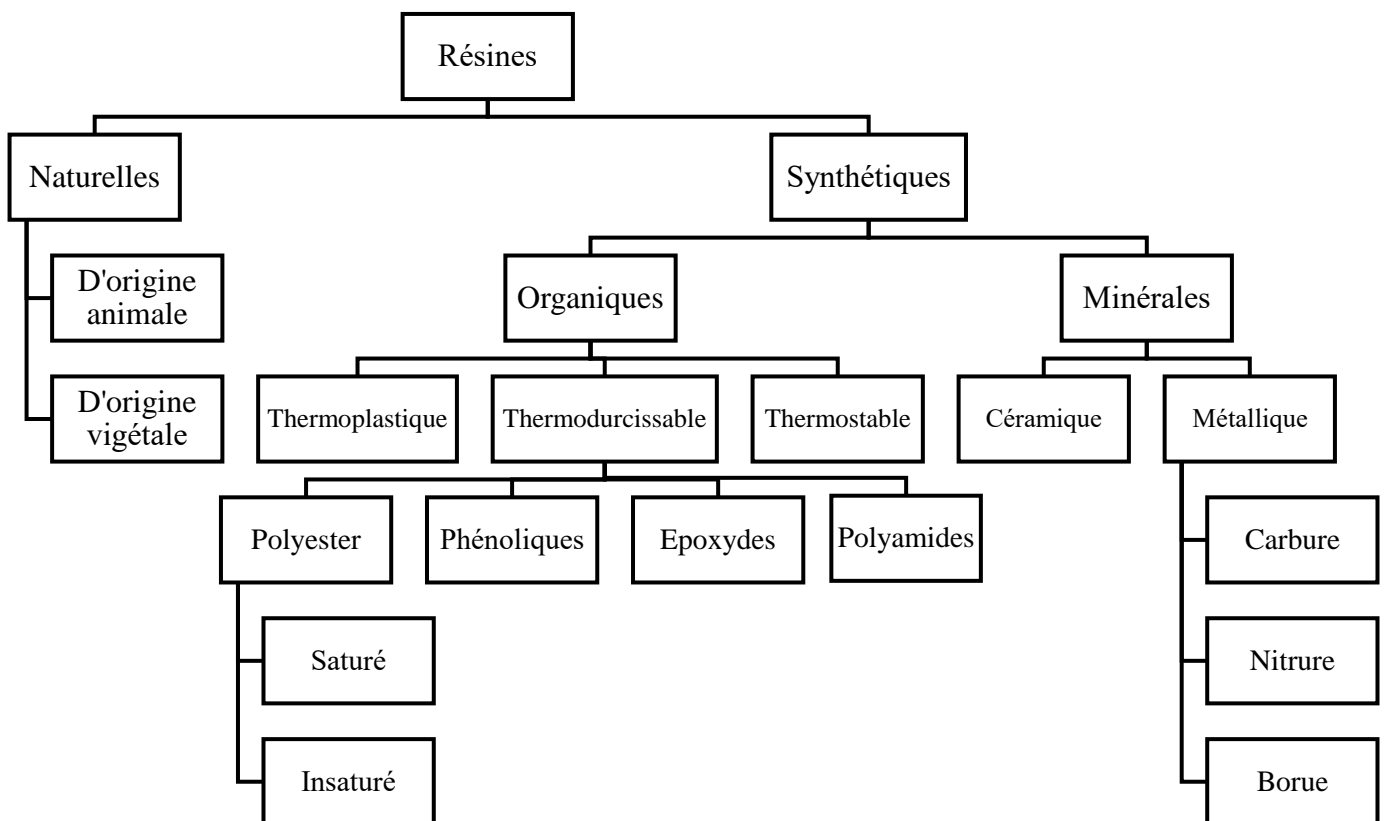 Résines
Naturelles
Synthétiques
D'origine
animale
D'origine
vigétale
Organiques
Minérales
Thermoplastique
Thermodurcissable
Thermostable
Céramique
Métallique
Polyester
Phénoliques
Epoxydes
Polyamides
Saturé
Insaturé
Carbure
Nitrure
Borue